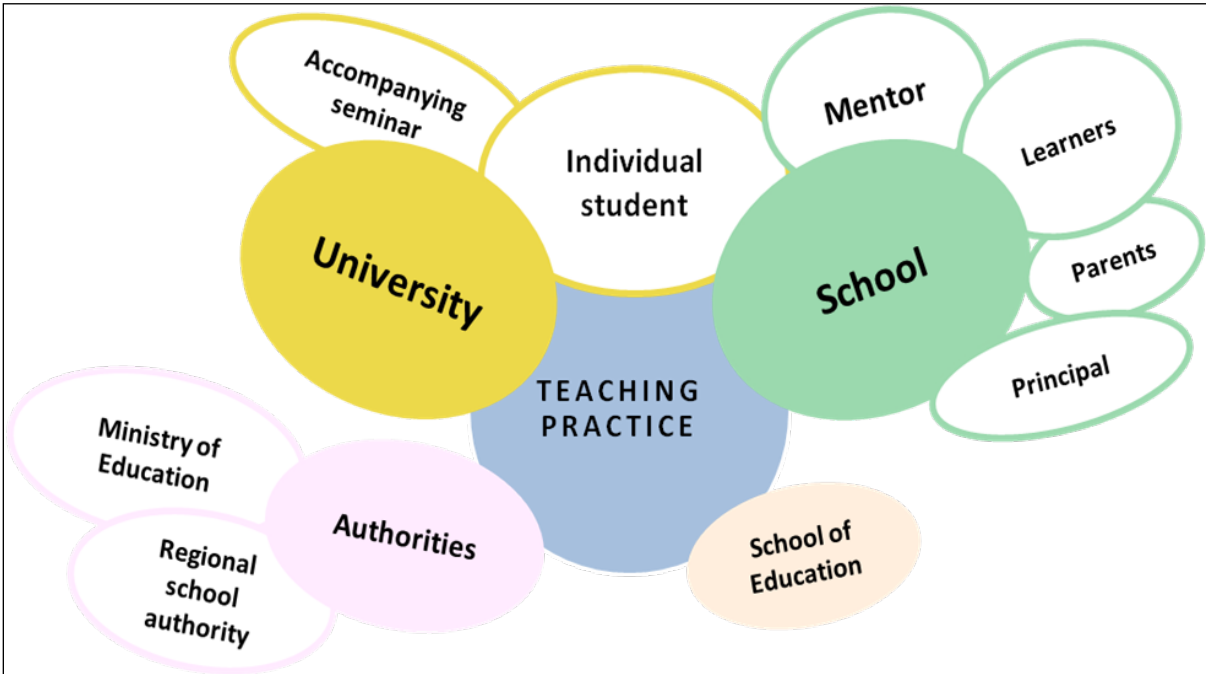 Accompanying
seminar
Individual
student
Mentor
Learners
University
School
Parents
Principal
TEACHING
PRACTICE
Ministry of
Education
Authorities
Regional
school
authority
School of
Education